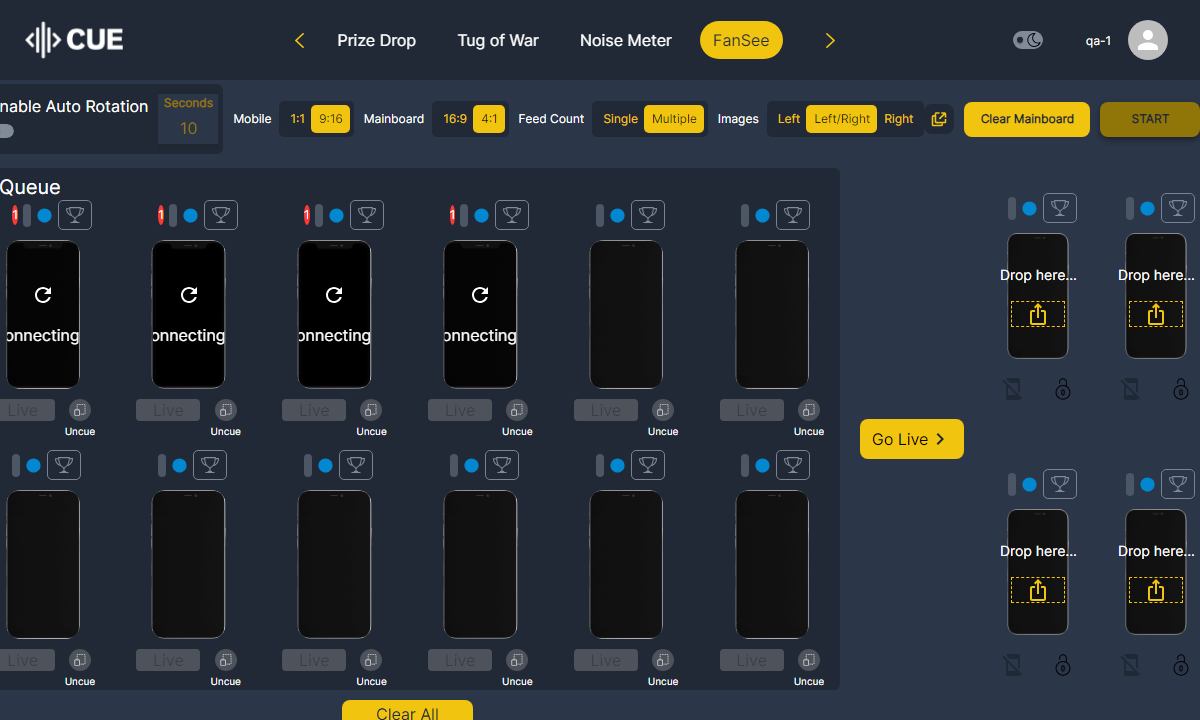 CUE
Prize Drop
Tug of War
Noise Meter
FanSee
qa-1
nable Auto Rotation
Seconds
10
Mobile
1:1
9:16
Mainboard
16:9
4:1
Feed Count
Single
Multiple
Images
Left
Left/Right
Right
Clear Mainboard
START
Queue
1
1
1
1
onnecting
onnecting
onnecting
onnecting
Live
Live
Live
Live
Live
Live
Uncue
Uncue
Uncue
Uncue
Uncue
Uncue
Live
Live
Live
Live
Live
Live
Uncue
Uncue
Uncue
Uncue
Uncue
Uncue
Clear All
Go Live
Drop here...
Drop here...
Drop here...
Drop here...